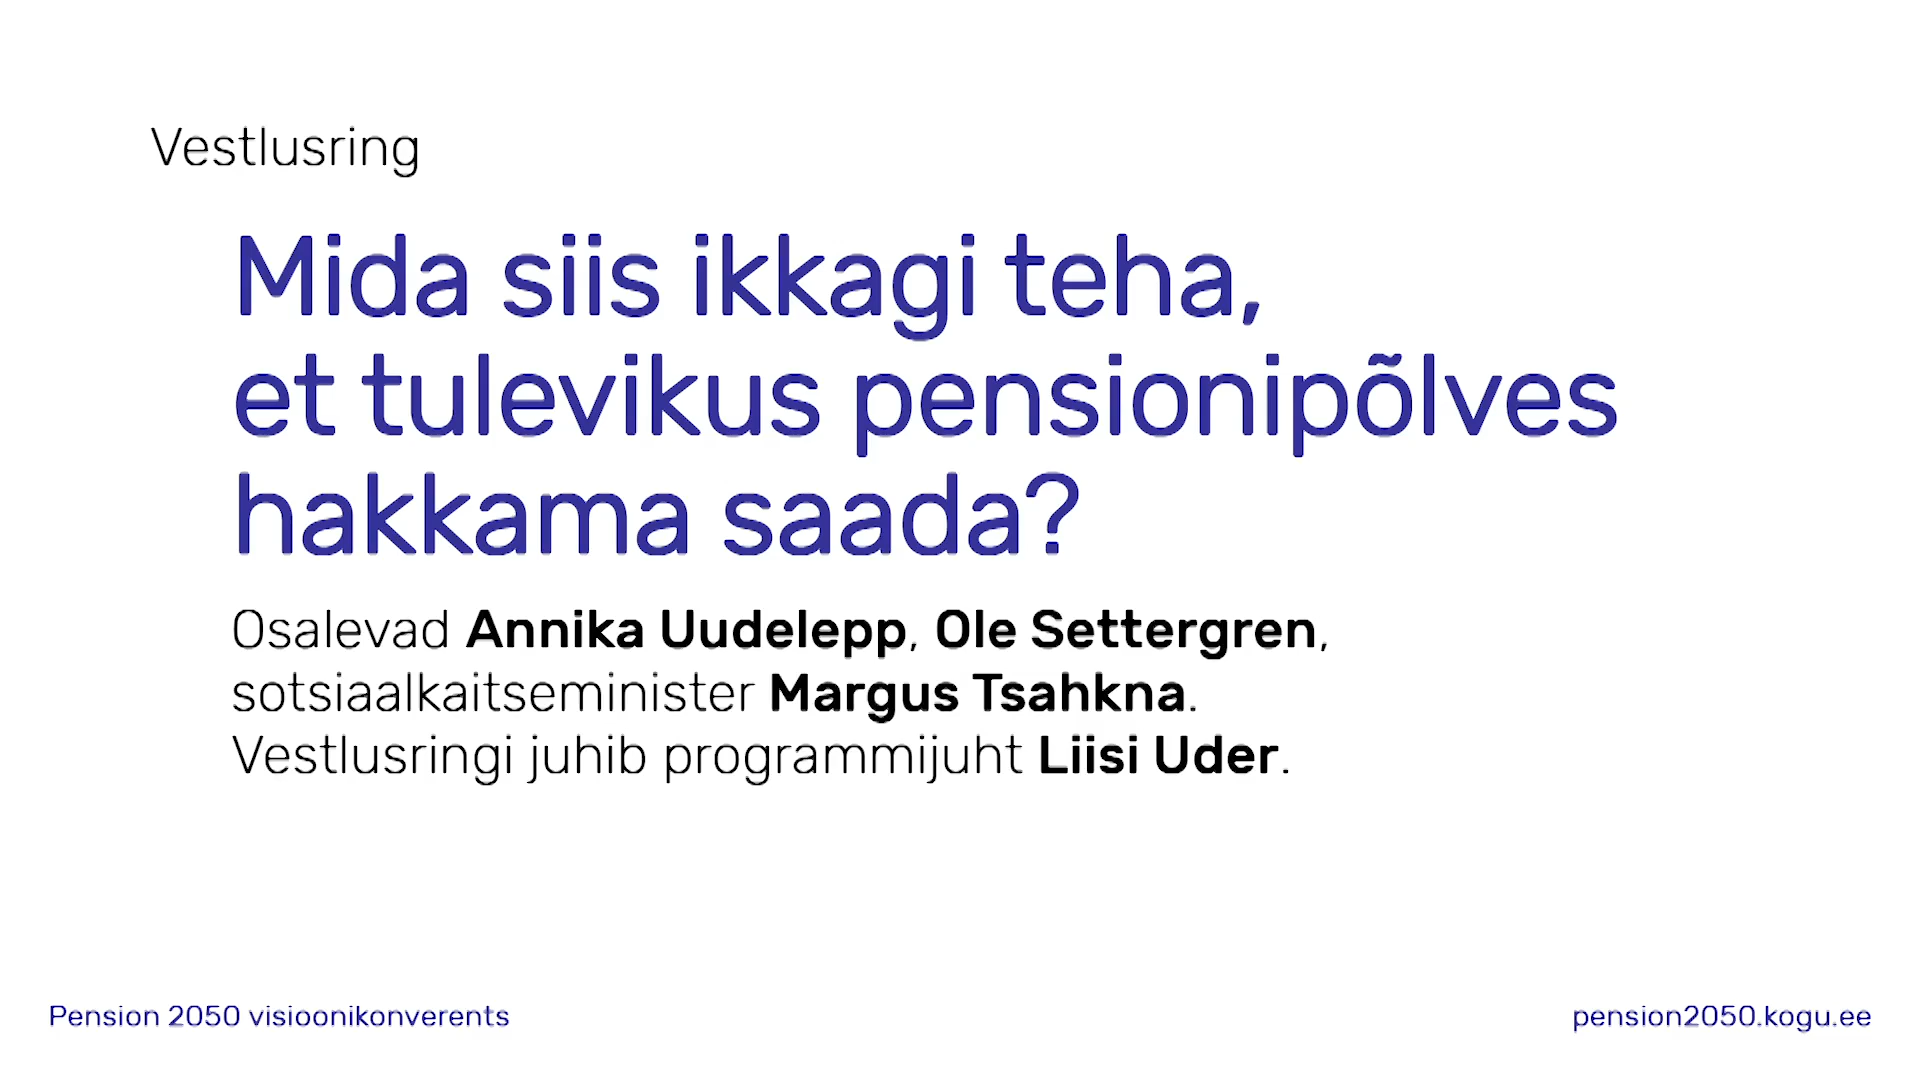 Vestlusring
Mida siis ikkagi teha,
et tulevikus pensionipõlves
hakkama saada?
Osalevad Annika Uudelepp, Ole Settergren,
sotsiaalkaitseminister Margus Tsahkna.
Vestlusringi juhib programmijuht Liisi Uder.
Pension 2050 visioonikonverents
pension2050.kogu.ee